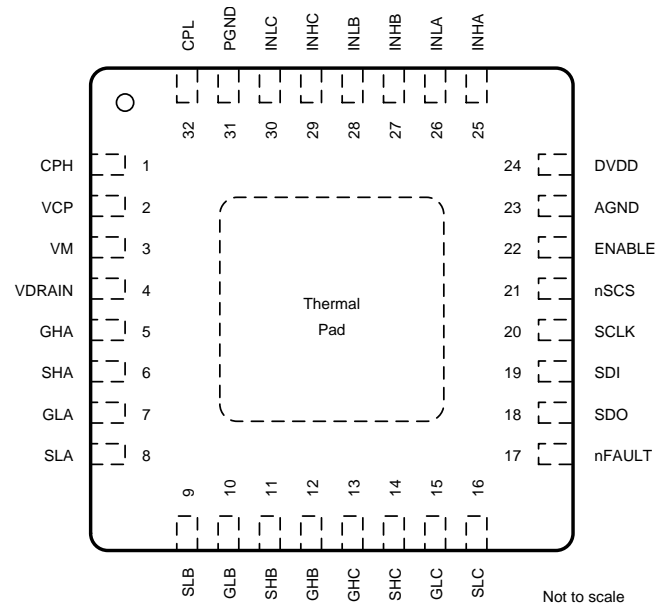 CPL PGND INLC INHC INLB INHB INLA INHA
32 31 30 29 28 27 26 25
CPH 1 24 DVDD
VCP 2 23 AGND
VM 3 22 ENABLE
VDRAIN 4 21 nSCS
GHA 5 20 SCLK
SHA 6 19 SDI
GLA 7 18 SDO
SLA 8 17 nFAULT
Thermal
Pad
9 10 11 12 13 14 15 16
SLB GLB SHB GHB GHC SHC GLC SLC
Not to scale